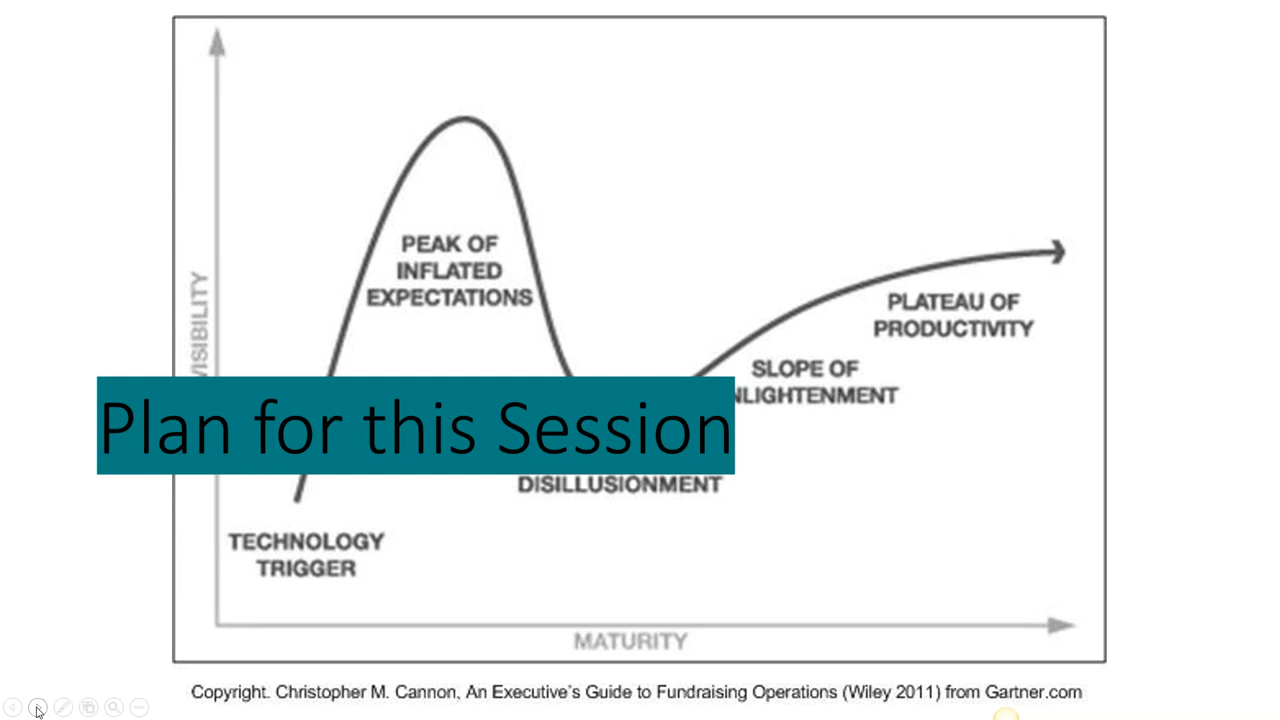 PEAK OF
INFLATED
EXPECTATIONS
PLATEAU OF
PRODUCTIVITY
VISIBILITY
SLOPE OF
NLIGHTENMENT
Plan for this Session
DISILLUSIONMENT
TECHNOLOGY
TRIGGER
MATURITY
Copyright. Christopher M. Cannon, An Executive's Guide to Fundraising Operations (Wiley 2011) from Gartner.com